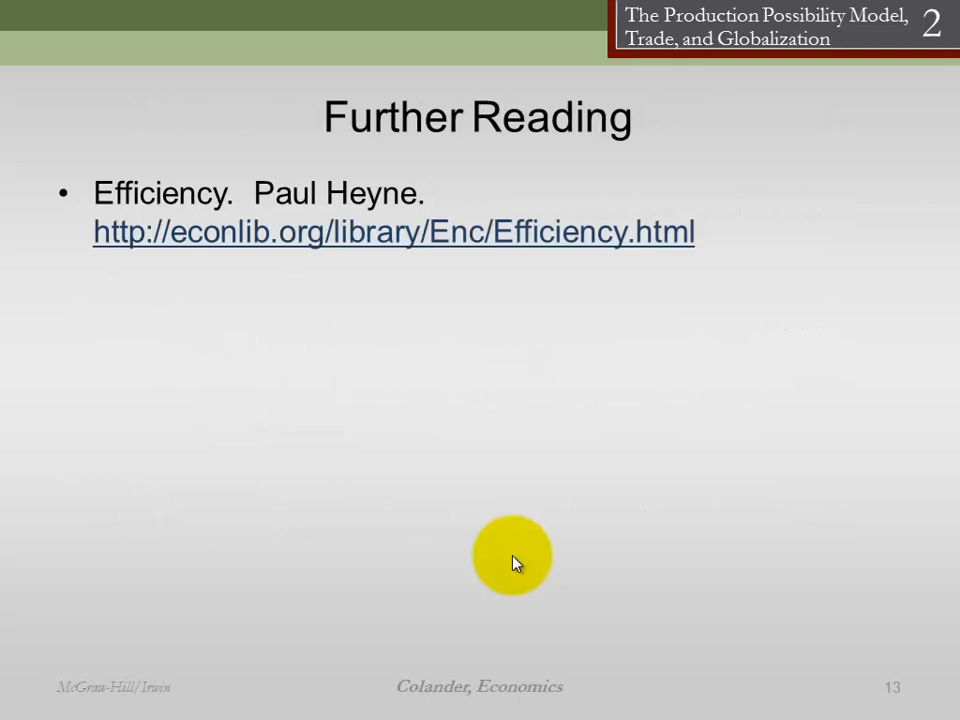 The Production Possibility Model, 2
Trade, and Globalization
Further Reading
• Efficiency.  Paul Heyne.
http://econlib.org/library/Enc/Efficiency.html
McGraw-Hill/Irwin
Colander, Economics
13